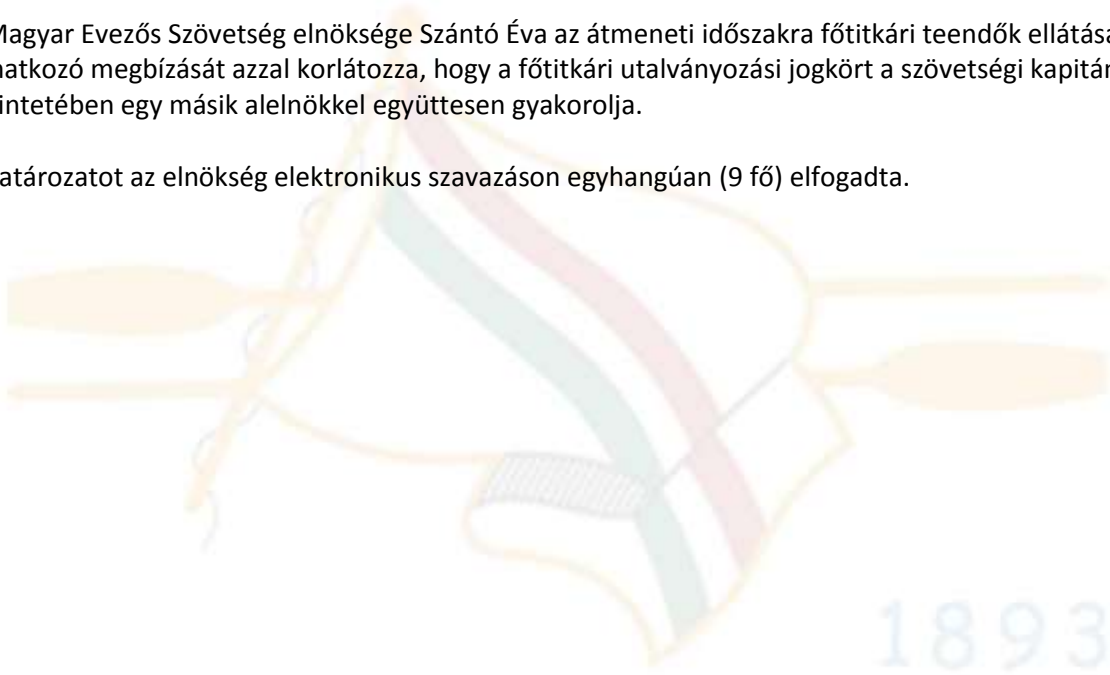 Magyar Evezős Szövetség elnöksége Szántó Éva az átmeneti időszakra főtitkári teendők ellátásá
natkozó megbízását azzal korlátozza, hogy a főtitkári utalványozási jogkört a szövetségi kapitán
intetében egy másik alelnökkel együttesen gyakorolja.
atározatot az elnökség elektronikus szavazáson egyhangúan (9 fő) elfogadta.
1893